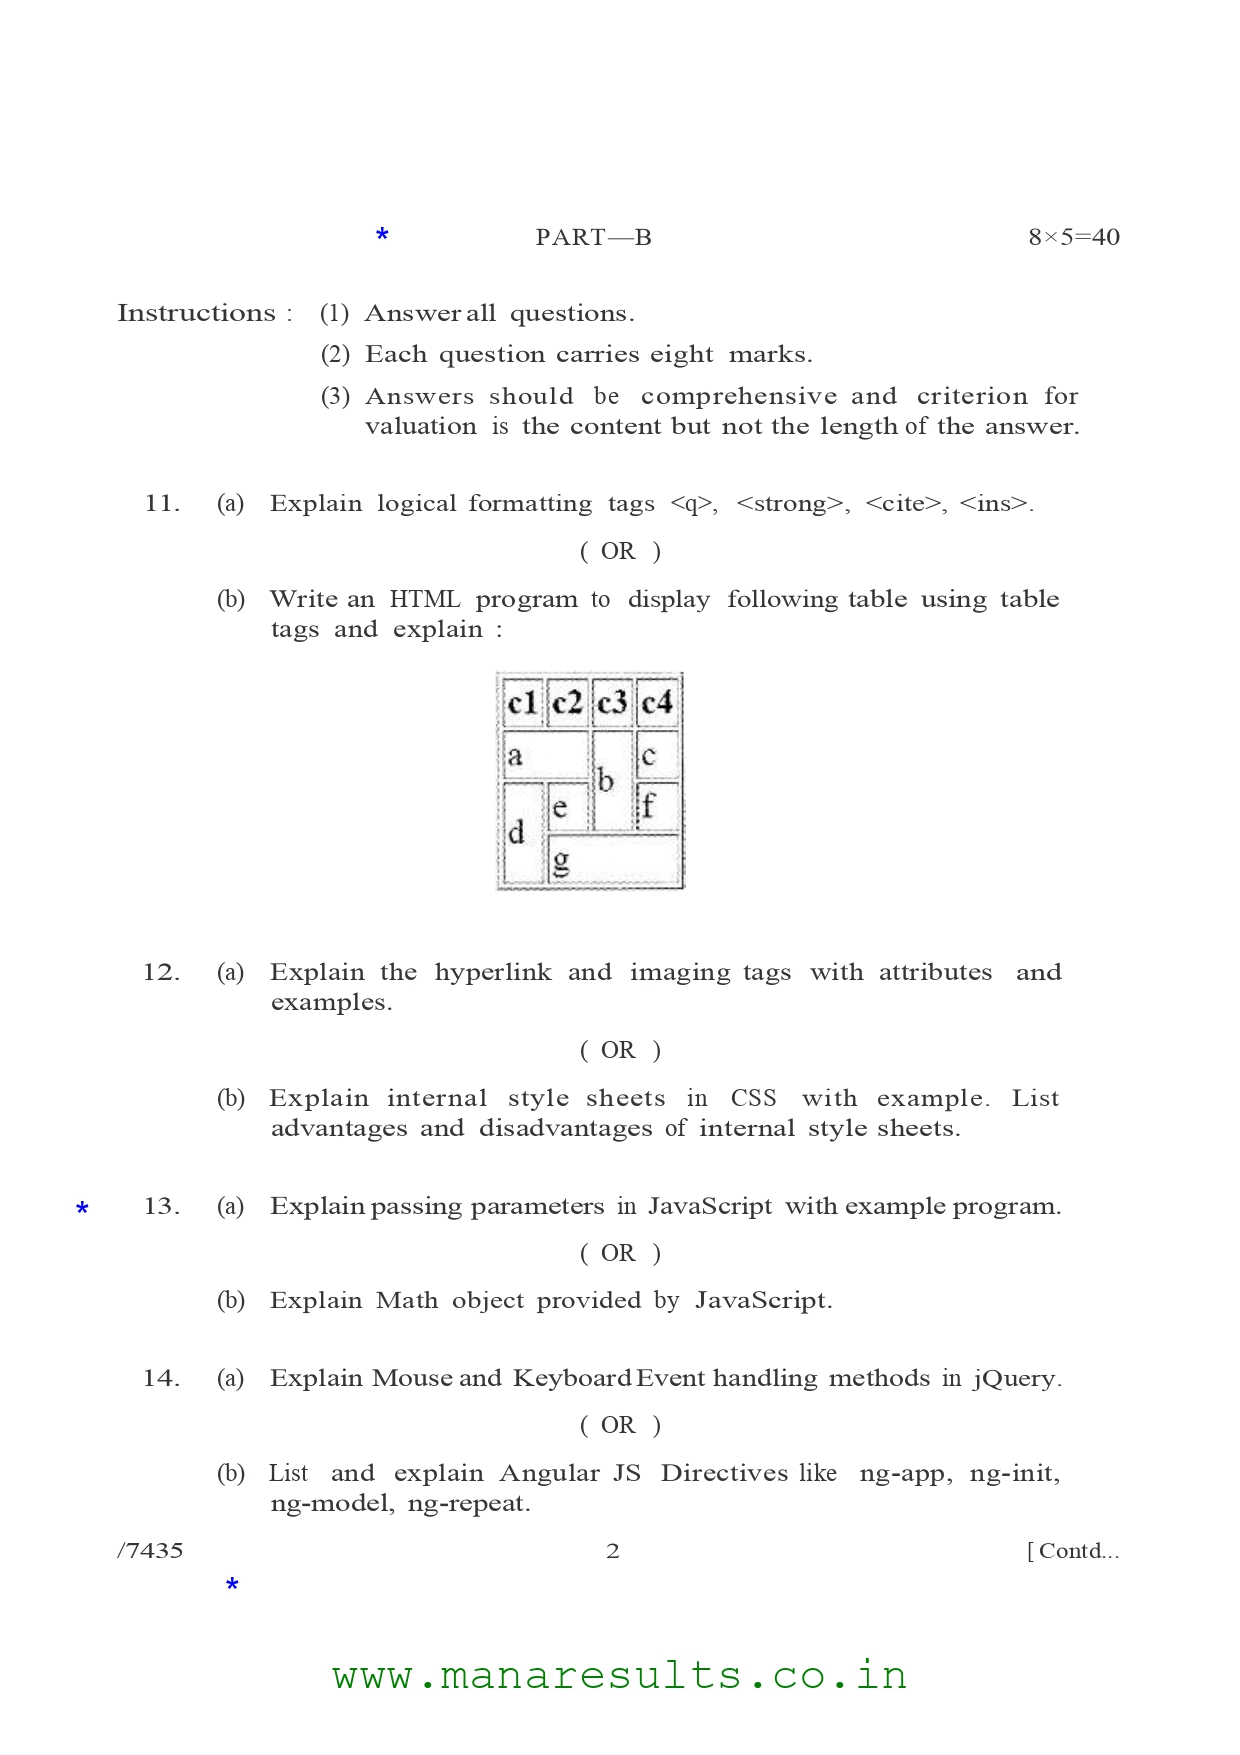 * PART—B 8×5=40
Instructions : (1) Answer all questions.
(2) Each question carries eight marks.
(3) Answers should be comprehensive and criterion for
valuation is the content but not the length of the answer.
11. (a) Explain logical formatting tags <q>, <strong>, <cite>, <ins>.
( OR )
(b) Write an HTML program to display following table using table
tags and explain :
c1 c2 c3 c4
a b c
d e f
g
12. (a) Explain the hyperlink and imaging tags with attributes and
examples.
( OR )
(b) Explain internal style sheets in CSS with example. List
advantages and disadvantages of internal style sheets.
* 13. (a) Explain passing parameters in JavaScript with example program.
( OR )
(b) Explain Math object provided by JavaScript.
14. (a) Explain Mouse and Keyboard Event handling methods in jQuery.
( OR )
(b) List and explain Angular JS Directives like ng-app, ng-init,
ng-model, ng-repeat.
/7435 2 [ Contd...
*
www.manaresults.co.in